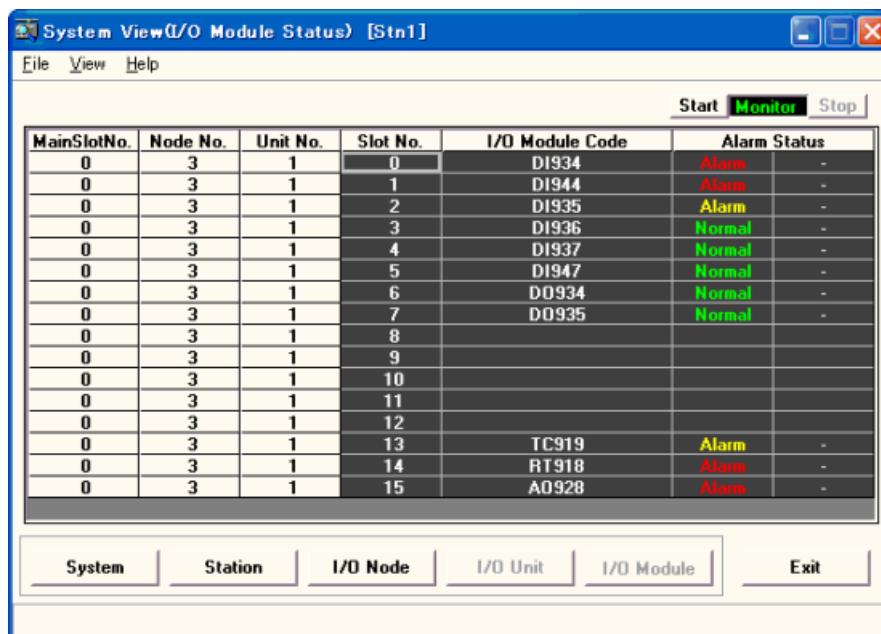 System View(I/O Module Status) [Stn1]
File View Help
Start Monitor Stop
MainSlotNo. Node No. Unit No. Slot No. I/O Module Code Alarm Status
0 3 1 0 DI934 Alarm -
0 3 1 1 DI944 Alarm -
0 3 1 2 DI935 Alarm -
0 3 1 3 DI936 Normal -
0 3 1 4 DI937 Normal -
0 3 1 5 DI947 Normal -
0 3 1 6 DO934 Normal -
0 3 1 7 DO935 Normal -
0 3 1 8
0 3 1 9
0 3 1 10
0 3 1 11
0 3 1 12
0 3 1 13 TC919 Alarm -
0 3 1 14 RT918 Alarm -
0 3 1 15 AO928 Alarm -
System Station I/O Node I/O Unit I/O Module Exit